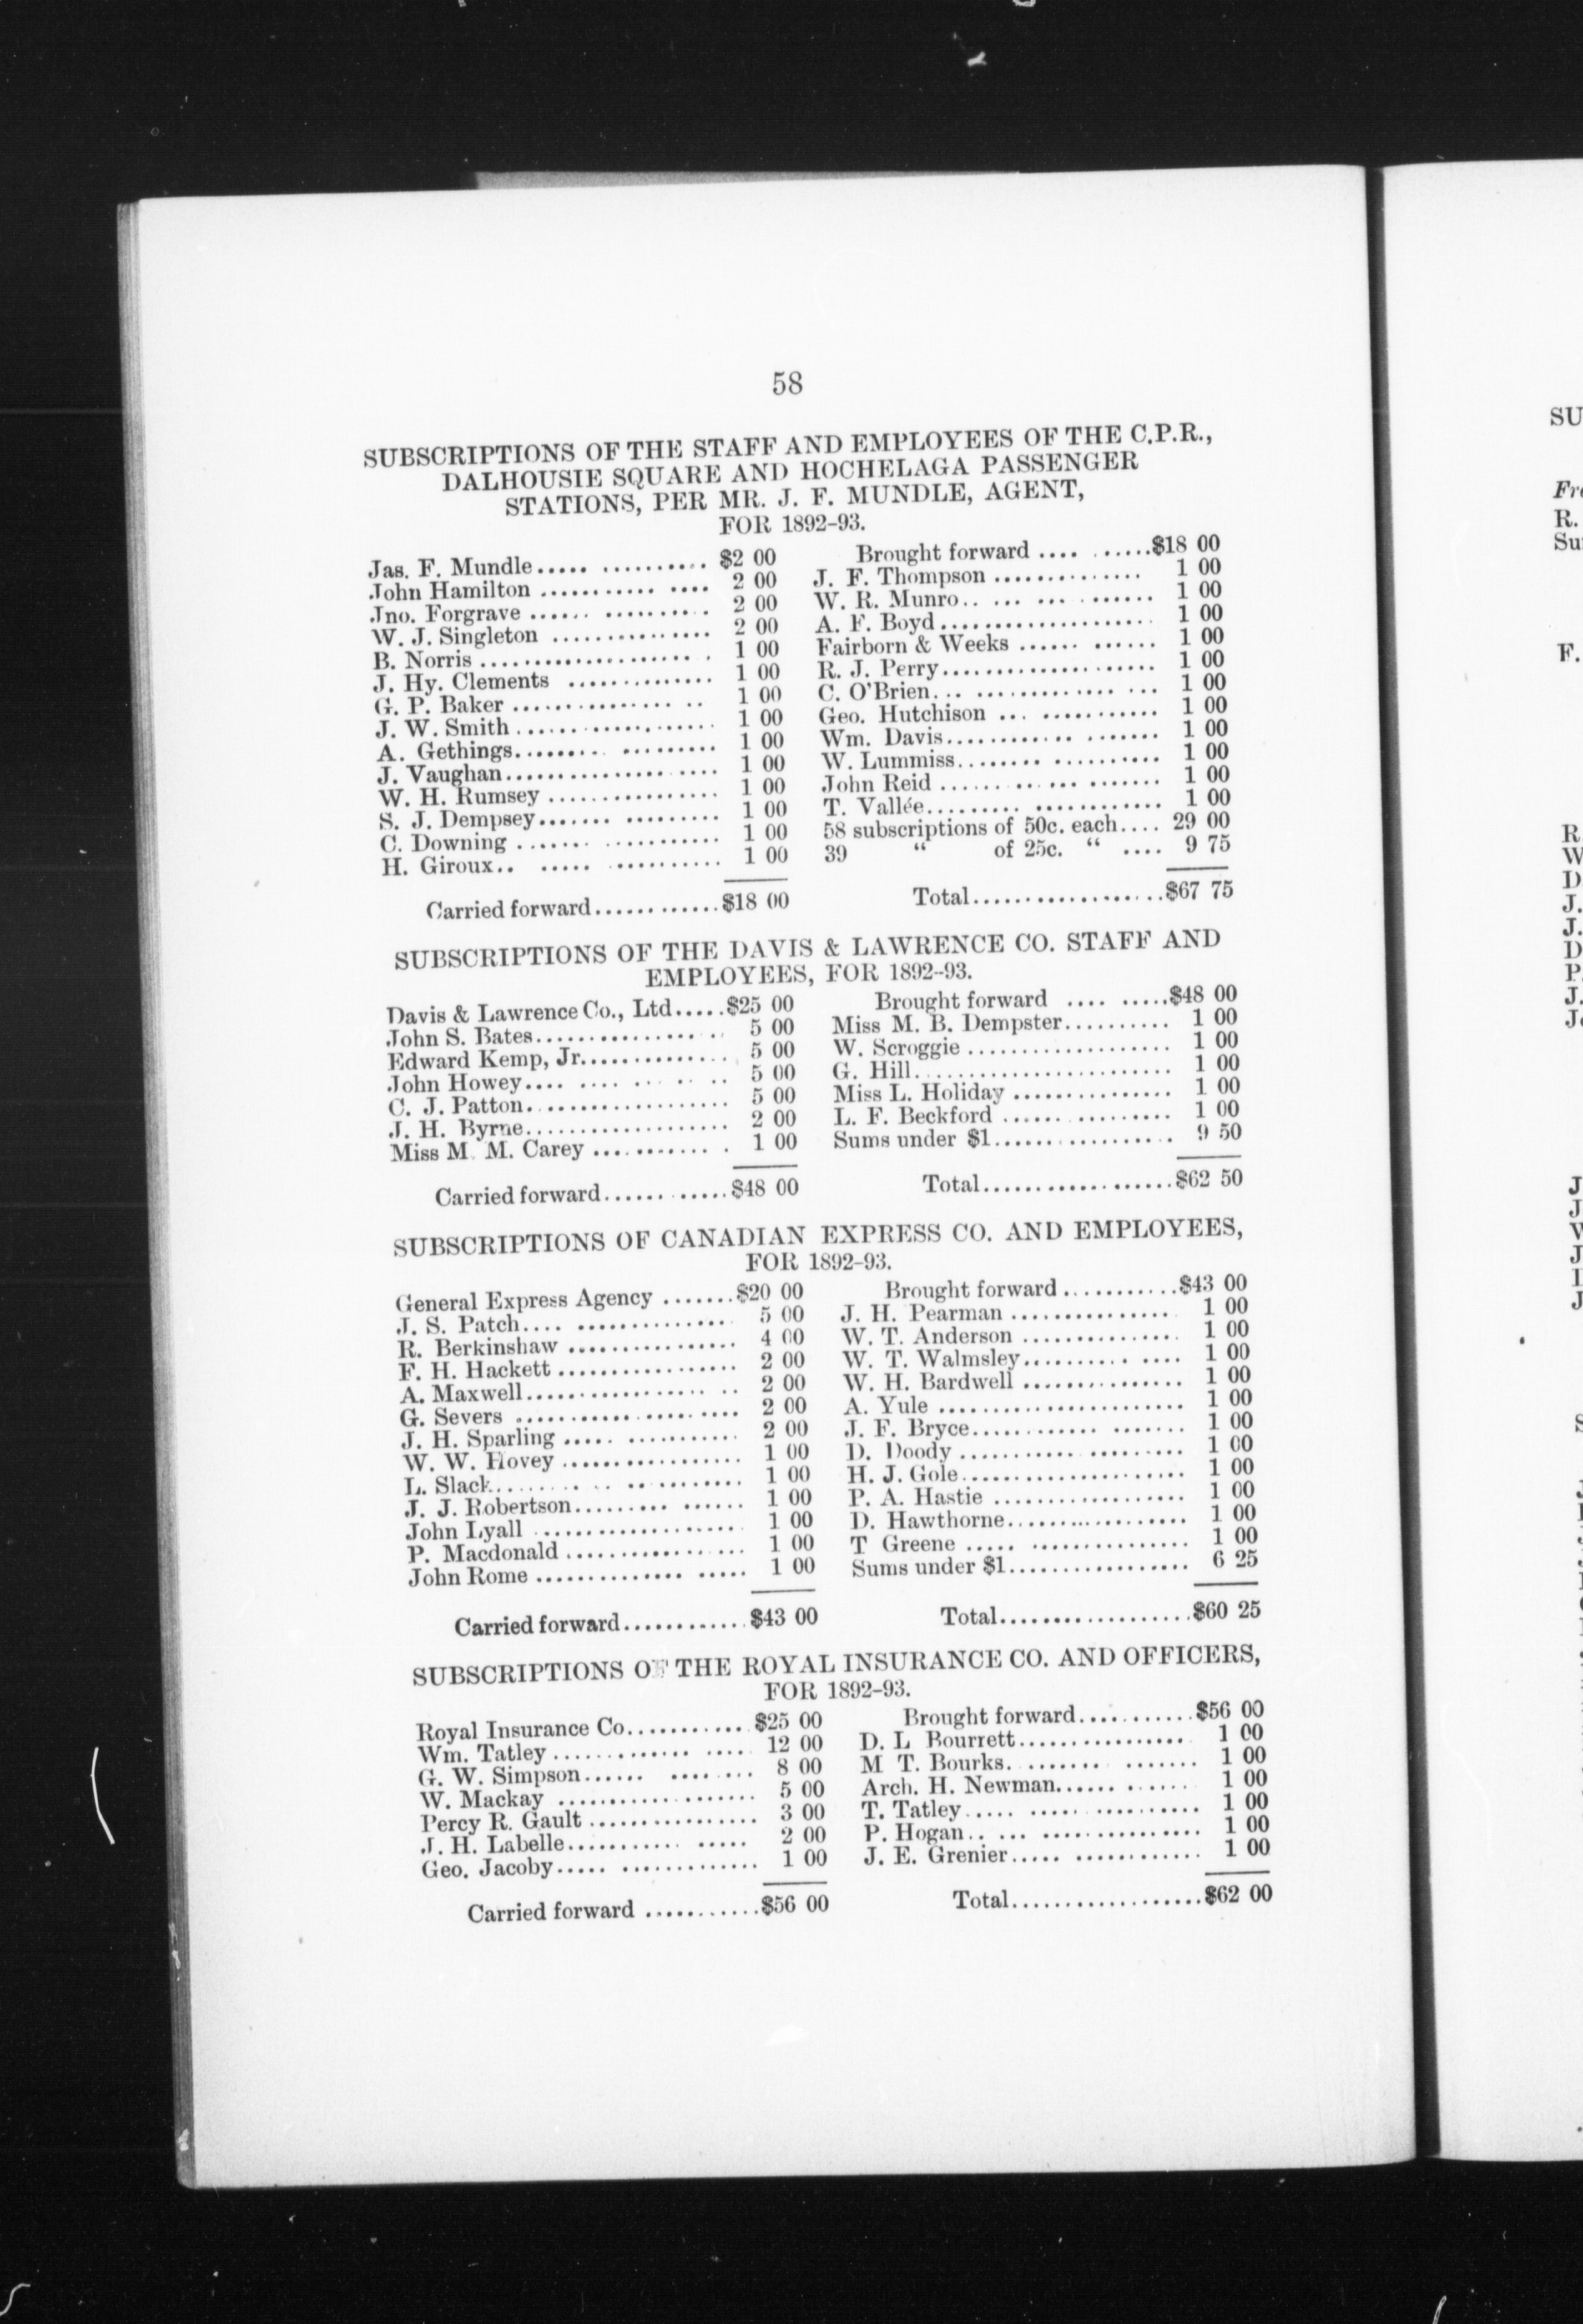 58
SUBSCRIPTIONS OF THE STAFF AND EMPLOYEES OF THE C.P.R.,
DALHOUSIE SQUARE AND HOCHELAGA PASSENGER
STATIONS, PER MR. J. F. MUNDLE, AGENT,
FOR 1892-93.
Jas. F. Mundle..... .......... $2 00
John Hamilton ........... .... 2 00
Jno. Forgrave ...... .......... 2 00
W. J. Singleton ................ 2 00
B. Norris ..................... . 1 00
J. Hy. Clements .............. 1 00
G. P. Baker ................ .. 1 00
J. W. Smith .................... 1 00
A. Gethings......... .......... 1 00
J. Vaughan................ .... 1 00
W. H. Rumsey ................. 1 00
S. J. Dempsey....... .......... 1 00
C. Downing ....... ............ 1 00
H. Giroux.. ..... ........... 1 00
Carried forward............$18 00
Brought forward .... ......$18 00
J. F. Thompson ............... 1 00
W. R. Munro.. ... ... ......... 1 00
A. F. Boyd..................... 1 00
Fairborn & Weeks ...... ...... 1 00
R. J. Perry..................... 1 00
C. O'Brien... .............. ... 1 00
Geo. Hutchison ... ........... 1 00
Wm. Davis............. ....... 1 00
W. Lummiss........ ........... 1 00
John Reid ........... ... ....... 1 00
T. Vallée......... ............ 1 00
58 subscriptions of 50c. each.... 29 00
39 “ of 25c. “ .... 9 75
Total...................$67 75
SUBSCRIPTIONS OF THE DAVIS & LAWRENCE CO. STAFF AND
EMPLOYEES, FOR 1892-93.
Davis & Lawrence Co., Ltd.....$25 00
John S. Bates................. .. 5 00
Edward Kemp, Jr.............. 5 00
John Howey.... .... ... .. .. 5 00
C. J. Patton.................... 5 00
J. H. Byrne.................... 2 00
Miss M. M. Carey ............ . 1 00
Carried forward............$48 00
Brought forward .... .....$48 00
Miss M. B. Dempster.......... 1 00
W. Scroggie .................... 1 00
G. Hill......................... 1 00
Miss L. Holiday ................ 1 00
L. F. Beckford ................. 1 00
Sums under $1.................. 9 50
Total...................$62 50
SUBSCRIPTIONS OF CANADIAN EXPRESS CO. AND EMPLOYEES,
FOR 1892-93.
General Express Agency .......$20 00
J. S. Patch.... ............... 5 00
R. Berkinshaw ................. 4 00
F. H. Hackett .................. 2 00
A. Maxwell.................. .. 2 00
G. Severs ...................... 2 00
J. H. Sparling ..... ........... 2 00
W. W. Hovey .................. 1 00
L. Slack......... .. ........... 1 00
J. J. Robertson......... ...... 1 00
John Lyall .................... 1 00
P. Macdonald ............. ... 1 00
John Rome .............. ..... 1 00
Carried forward............$43 00
Brought forward ...........$43 00
J. H. Pearman ................ 1 00
W. T. Anderson ............... 1 00
W. T. Walmsley.......... .... 1 00
W. H. Bardwell ................ 1 00
A. Yule ........................ 1 00
J. F. Bryce............ ....... 1 00
D. Doody ............. ......... 1 00
H. J. Gole...................... 1 00
P. A. Hastie ................... 1 00
D. Hawthorne.................. 1 00
T Greene ..... ................ 1 00
Sums under $1.................. 6 25
Total...................$60 25
SUBSCRIPTIONS OF THE ROYAL INSURANCE CO. AND OFFICERS,
FOR 1892-93.
Royal Insurance Co............$25 00
Wm. Tatley .............. ..... 12 00
G. W. Simpson...... ........ 8 00
W. Mackay ................... 5 00
Percy R. Gault ................. 3 00
J. H. Labelle........... ..... 2 00
Geo. Jacoby..... .............. 1 00
Carried forward ...........$56 00
Brought forward...........$56 00
D. L Bourrett................. 1 00
M T. Bourks. ........ ....... 1 00
Arch. H. Newman...... ....... 1 00
T. Tatley..... ................. 1 00
P. Hogan.. ... ................ 1 00
J. E. Grenier..... ............ 1 00
Total...................$62 00